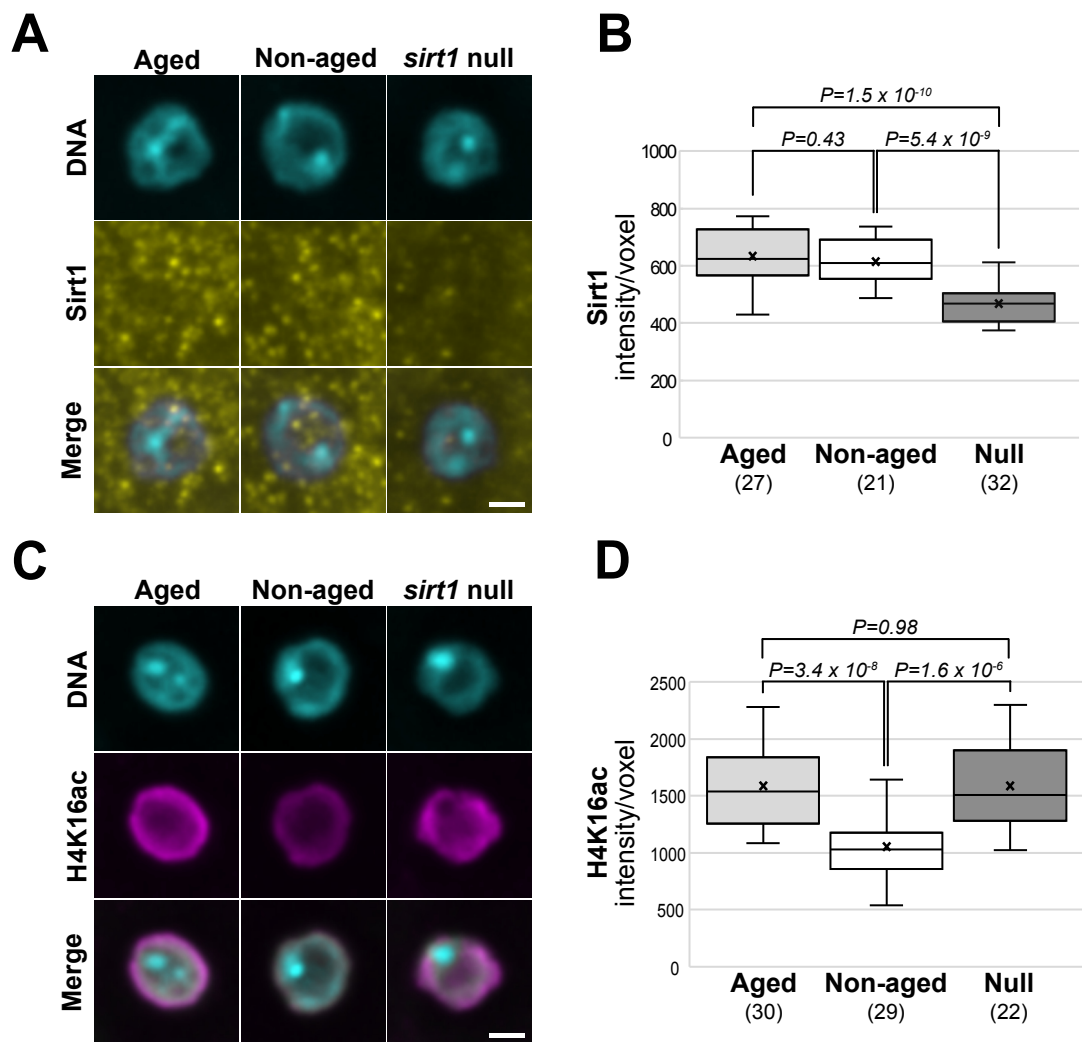 A
Aged Non-aged sirt1 null
DNA
Sirt1
Merge
B
P=1.5 x 10-10
P=0.43 P=5.4 x 10-9
1000
800
600
400
200
0
Sirt1
intensity/voxel
Aged Non-aged Null
(27) (21) (32)
C
Aged Non-aged sirt1 null
DNA
H4K16ac
Merge
D
P=0.98
P=3.4 x 10-8 P=1.6 x 10-6
2500
2000
1500
1000
500
0
H4K16ac
intensity/voxel
Aged Non-aged Null
(30) (29) (22)